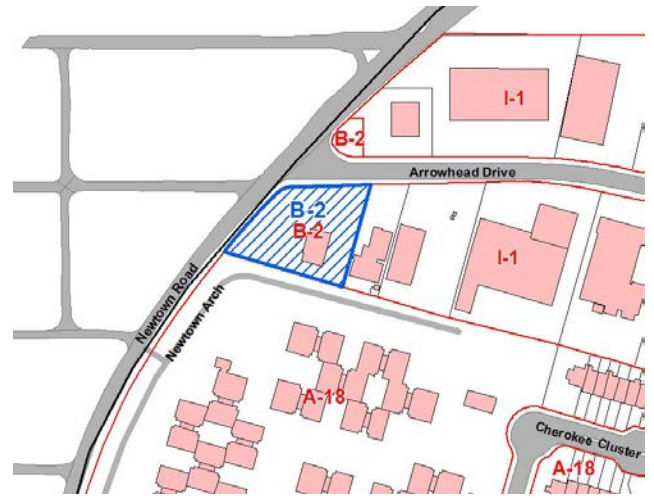 I-1
B-2
Arrowhead Drive
B-2
B-2
I-1
Newtown Road
Newtown Arch
A-18
Cherokee Cluster
A-18